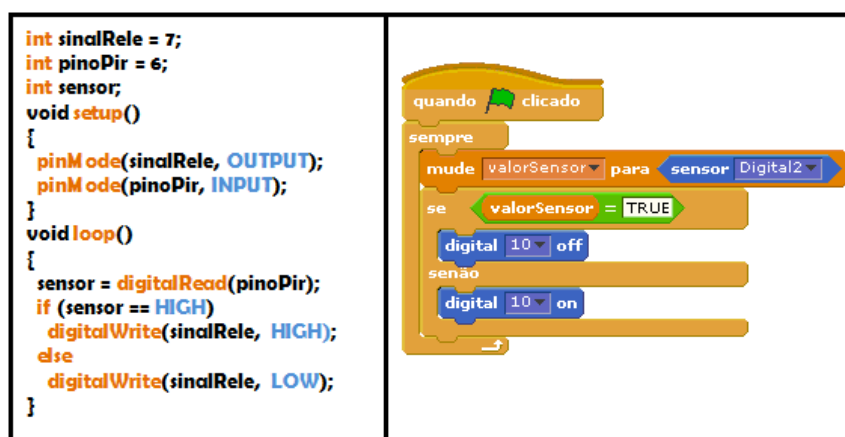 int sinalRele = 7;
int pinoPir = 6;
int sensor;
void setup()
{
pinMode(sinalRele, OUTPUT);
pinMode(pinoPir, INPUT);
}
void loop()
{
sensor = digitalRead(pinoPir);
if (sensor == HIGH)
digitalWrite(sinalRele, HIGH);
else
digitalWrite(sinalRele, LOW);
}
quando clicado
sempre
mude valorSensor para sensor Digital2
se valorSensor = TRUE
digital 10 off
senão
digital 10 on